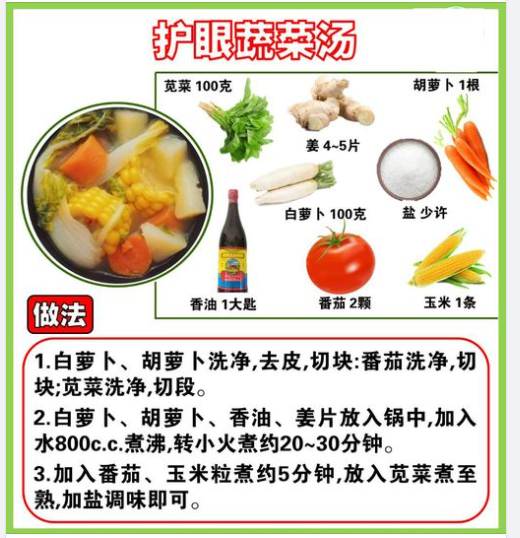 护眼蔬菜汤
苋菜 100克
胡萝卜 1根
姜 4~5片
白萝卜 100克
盐 少许
香油 1大匙
番茄 2颗
玉米 1条
做法
1.白萝卜、胡萝卜洗净,去皮,切块:番茄洗净,切
块;苋菜洗净,切段。
2.白萝卜、胡萝卜、香油、姜片放入锅中,加入
水800c.c.煮沸,转小火煮约20~30分钟。
3.加入番茄、玉米粒煮约5分钟,放入苋菜煮至
熟,加盐调味即可。